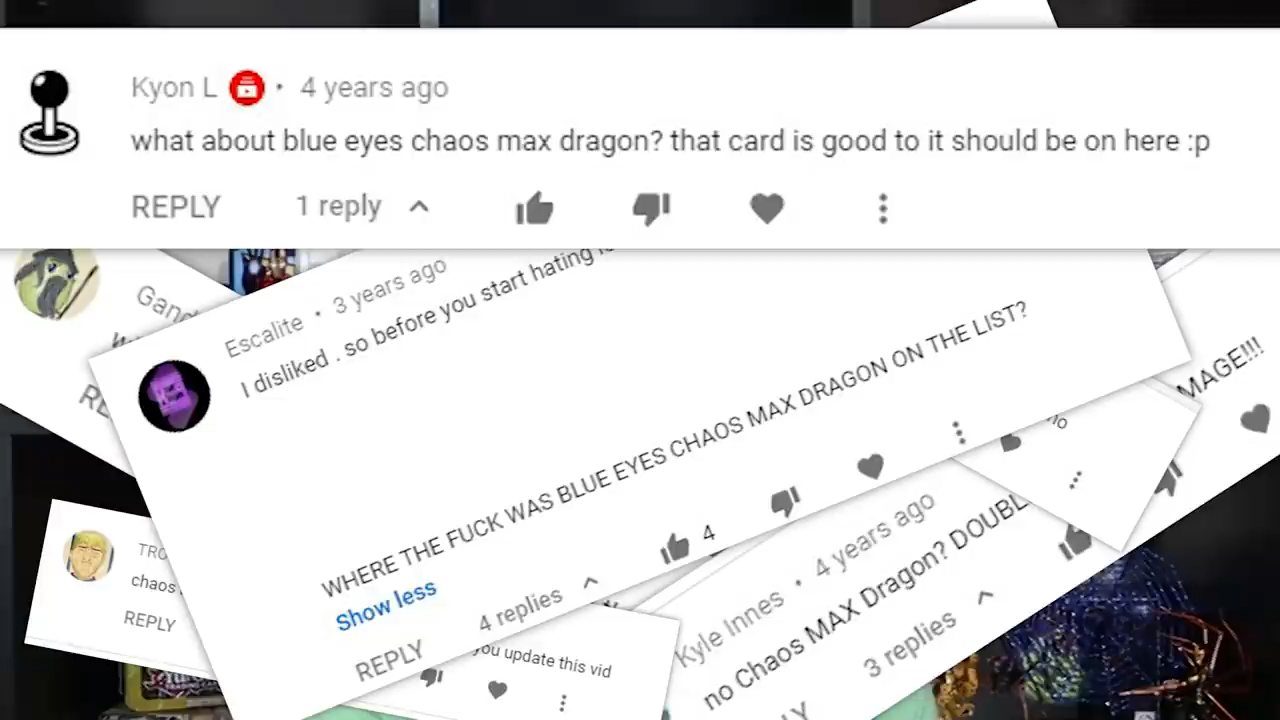 Kyon L • 4 years ago
what about blue eyes chaos max dragon? that card is good to it should be on here :p
REPLY 1 reply
Escalite • 3 years ago
I disliked . so before you start hating
WHERE THE FUCK WAS BLUE EYES CHAOS MAX DRAGON ON THE LIST?
Show less
REPLY 4 replies 4
MAGE!!!
chaos
REPLY
Kyle Innes • 4 years ago
no Chaos MAX Dragon? DOUBL
3 replies
you update this vid